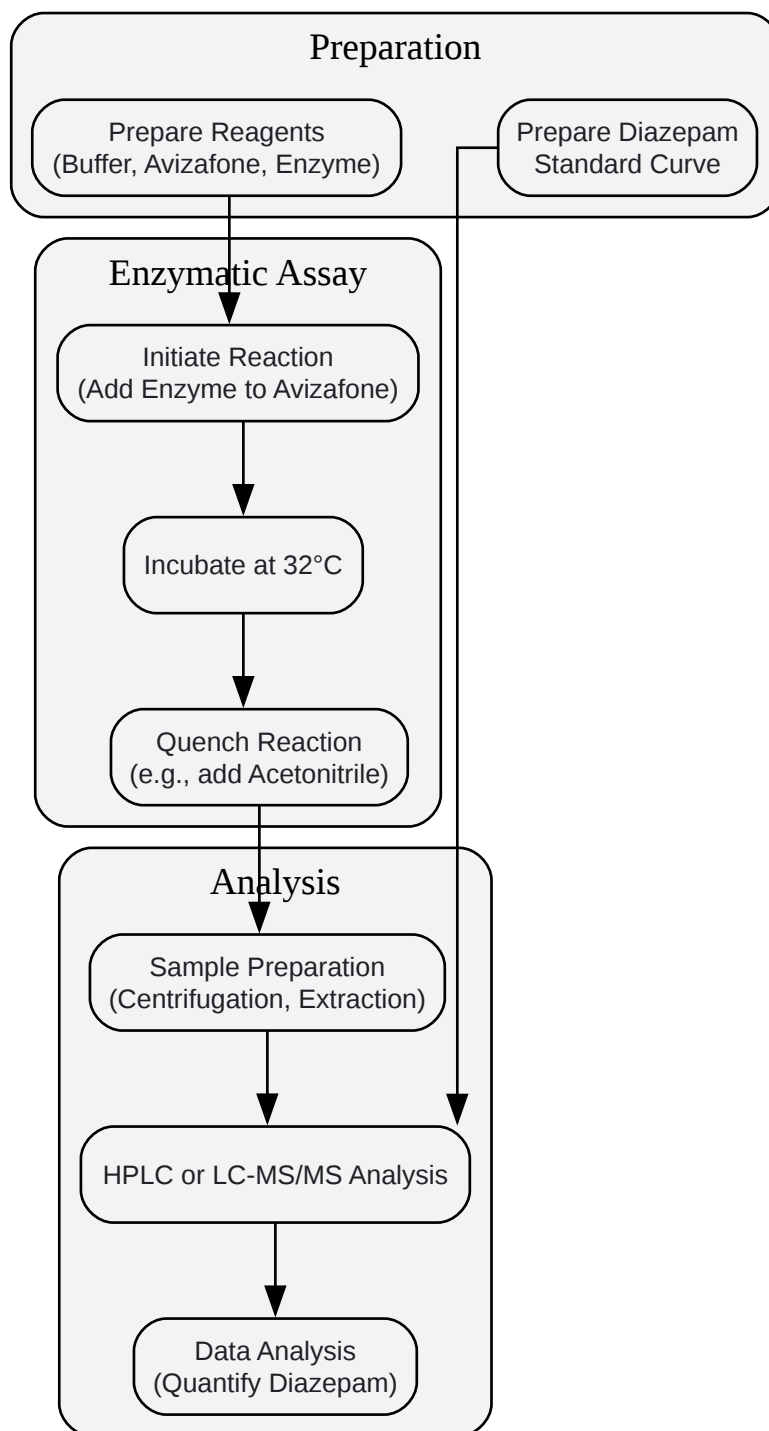 Preparation
Prepare Reagents
(Buffer, Avizafone, Enzyme)
Prepare Diazepam
Standard Curve
Enzymatic Assay
Initiate Reaction
(Add Enzyme to Avizafone)
Incubate at 32°C
Quench Reaction
(e.g., add Acetonitrile)
Analysis
Sample Preparation
(Centrifugation, Extraction)
HPLC or LC-MS/MS Analysis
Data Analysis
(Quantify Diazepam)